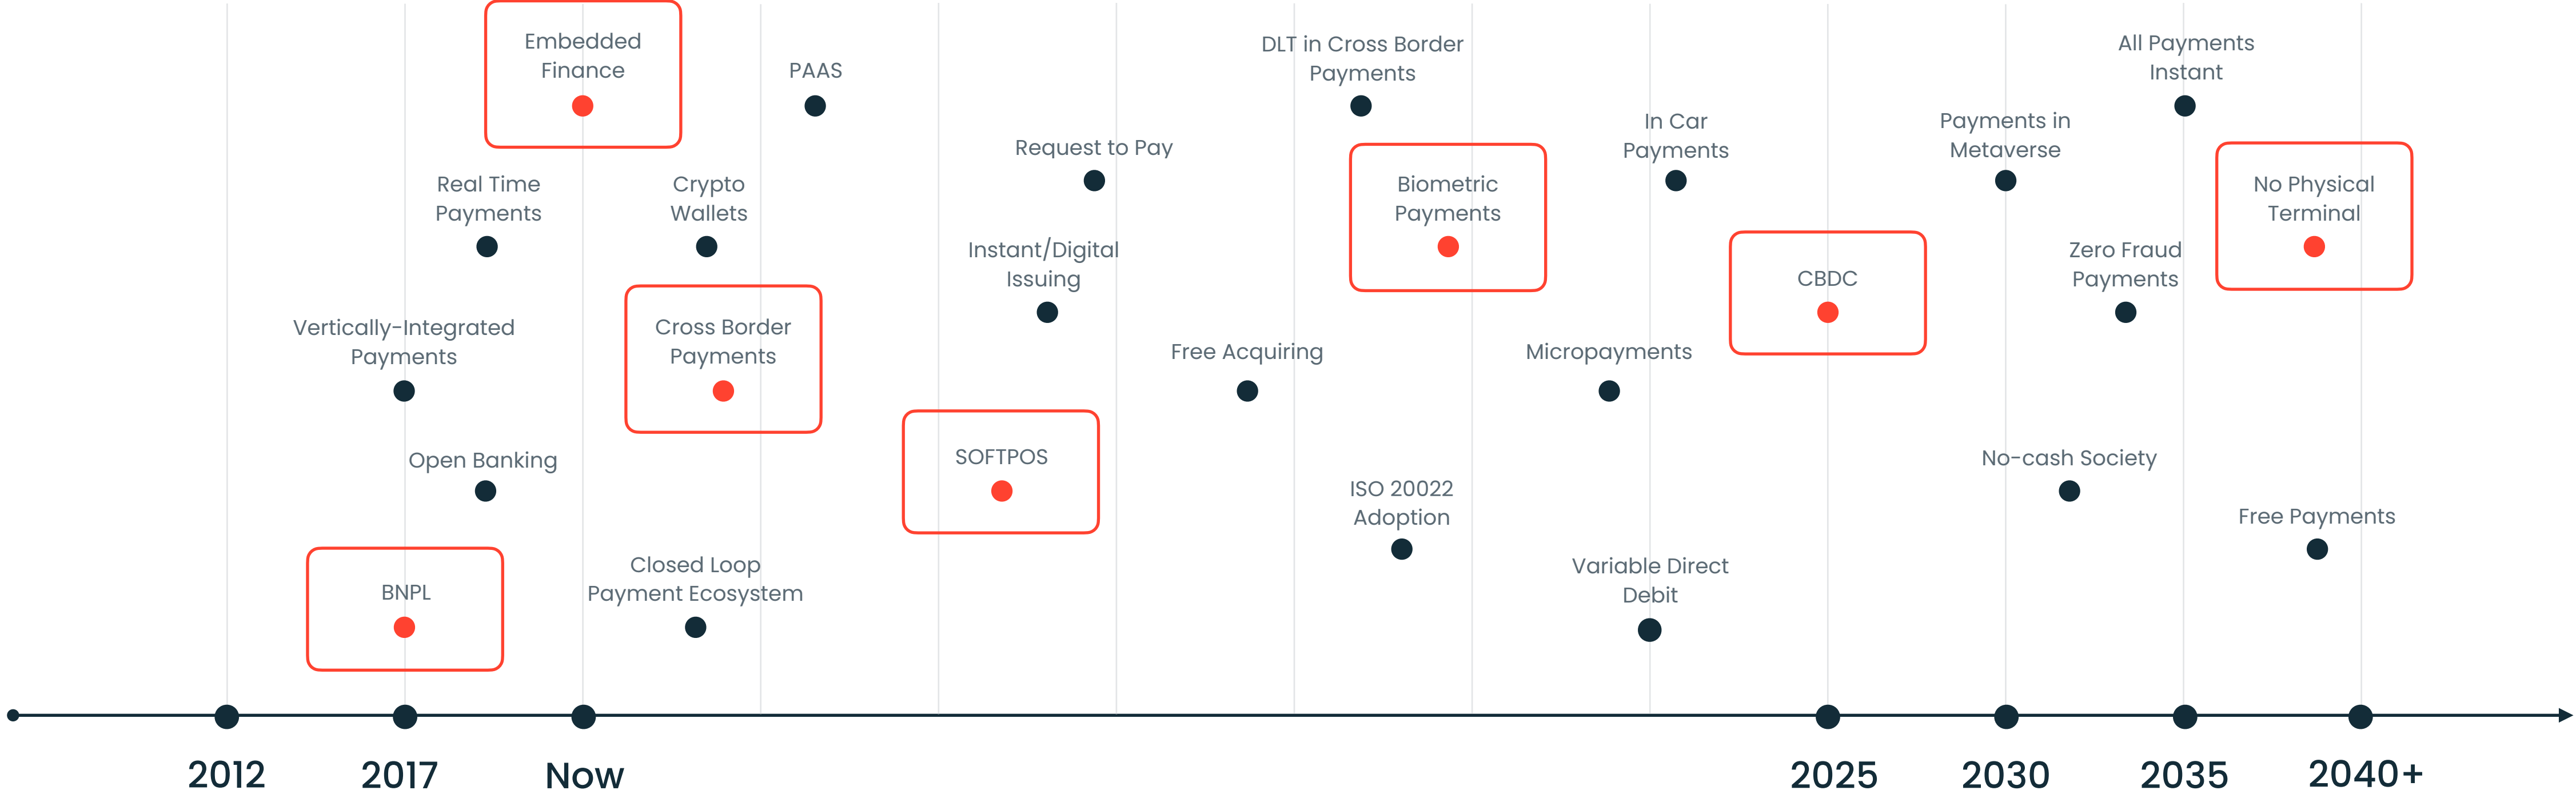 Embedded
Finance
PAAS
DLT in Cross Border
Payments
All Payments
Instant
Request to Pay
In Car
Payments
Payments in
Metaverse
Real Time
Payments
Crypto
Wallets
Biometric
Payments
No Physical
Terminal
Instant/Digital
Issuing
CBDC
Zero Fraud
Payments
Vertically-Integrated
Payments
Cross Border
Payments
Free Acquiring
Micropayments
Open Banking
SOFTPOS
ISO 20022
Adoption
No-cash Society
Free Payments
BNPL
Closed Loop
Payment Ecosystem
Variable Direct
Debit
2012
2017
Now
2025
2030
2035
2040+